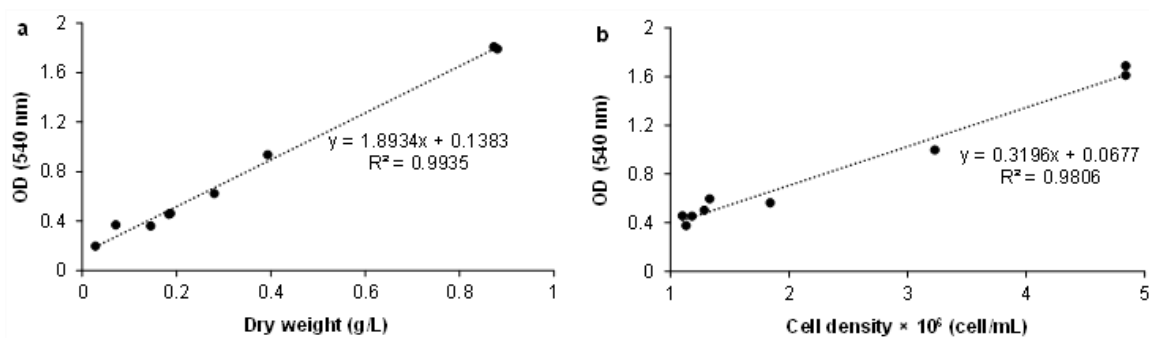 a
2
1.6
1.2
0.8
0.4
0
OD (540 nm)
y = 1.8934x + 0.1383
R² = 0.9935
0 0.2 0.4 0.6 0.8 1
Dry weight (g/L)
b
2
1.6
1.2
0.8
0.4
0
OD (540 nm)
y = 0.3196x + 0.0677
R² = 0.9806
1 2 3 4 5
Cell density × 10⁶ (cell/mL)